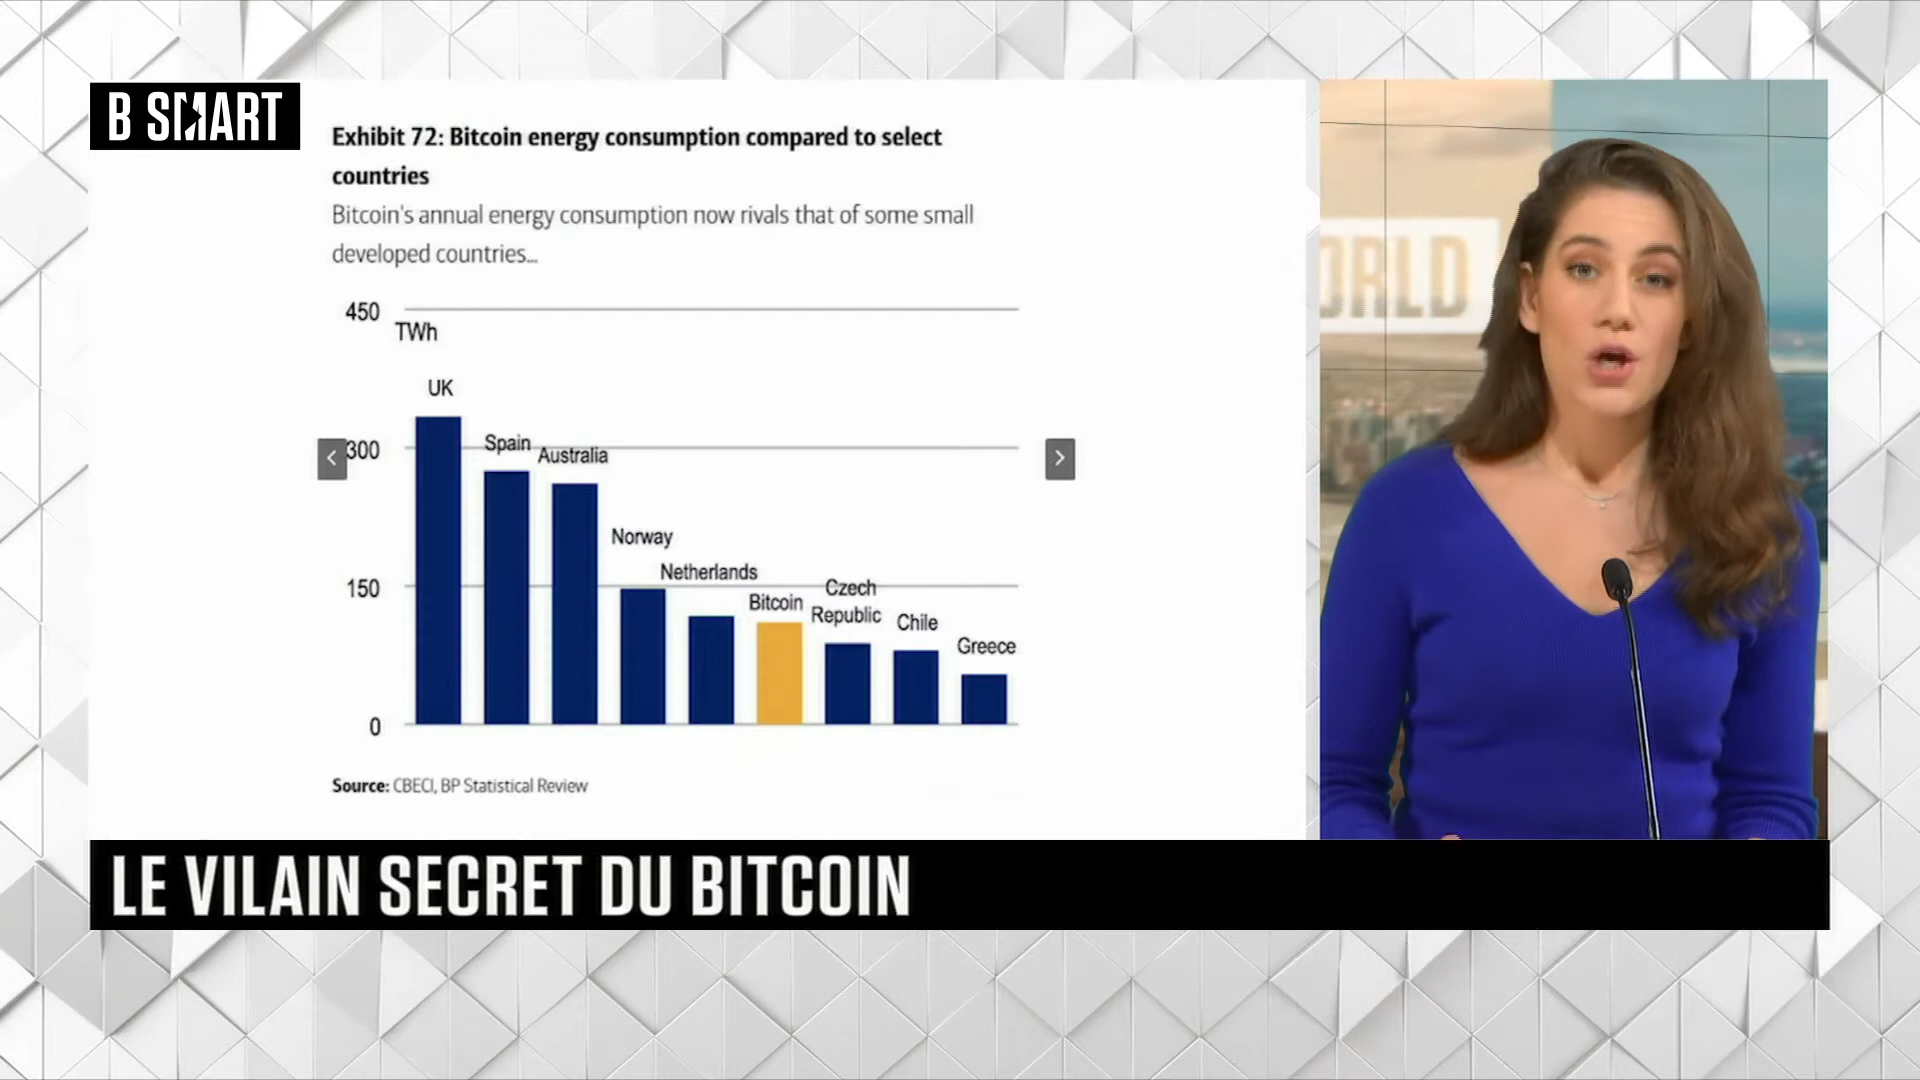 B SMART
Exhibit 72: Bitcoin energy consumption compared to select
countries
Bitcoin's annual energy consumption now rivals that of some small
developed countries...
450
TWh
UK
300
Spain
Australia
Norway
Netherlands
150
Bitcoin
Czech
Republic
Chile
Greece
0
Source: CBECI, BP Statistical Review
ORLD
LE VILAIN SECRET DU BITCOIN